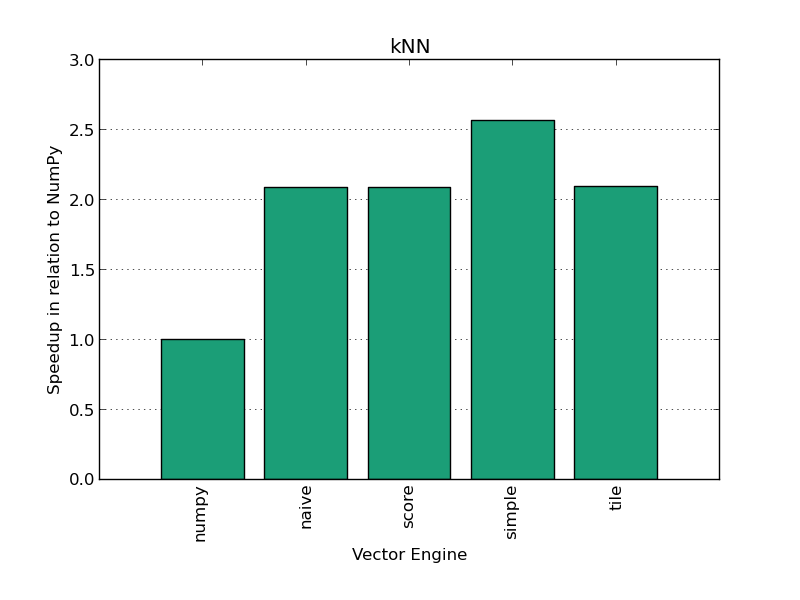 kNN
3.0
2.5
2.0
1.5
1.0
0.5
0.0
Speedup in relation to NumPy
numpy
naive
score
simple
tile
Vector Engine